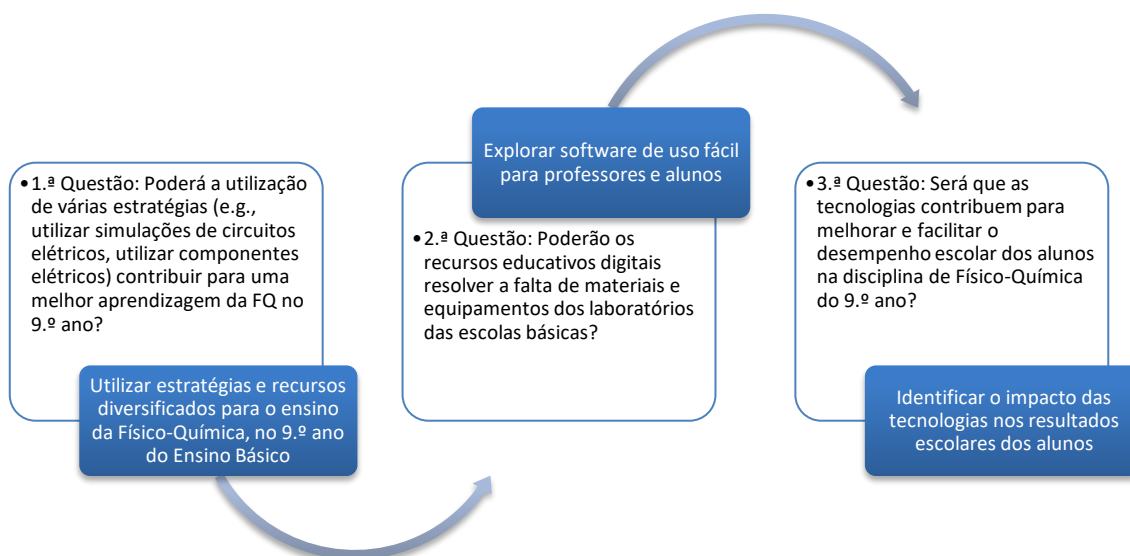 •1.ª Questão: Poderá a utilização
de várias estratégias (e.g.,
utilizar simulações de circuitos
elétricos, utilizar componentes
elétricos) contribuir para uma
melhor aprendizagem da FQ no
9.º ano?
Utilizar estratégias e recursos
diversificados para o ensino
da Físico-Química, no 9.º ano
do Ensino Básico
Explorar software de uso fácil
para professores e alunos
•2.ª Questão: Poderão os
recursos educativos digitais
resolver a falta de materiais e
equipamentos dos laboratórios
das escolas básicas?
•3.ª Questão: Será que as
tecnologias contribuem para
melhorar e facilitar o
desempenho escolar dos alunos
na disciplina de Físico-Química
do 9.º ano?
Identificar o impacto das
tecnologias nos resultados
escolares dos alunos